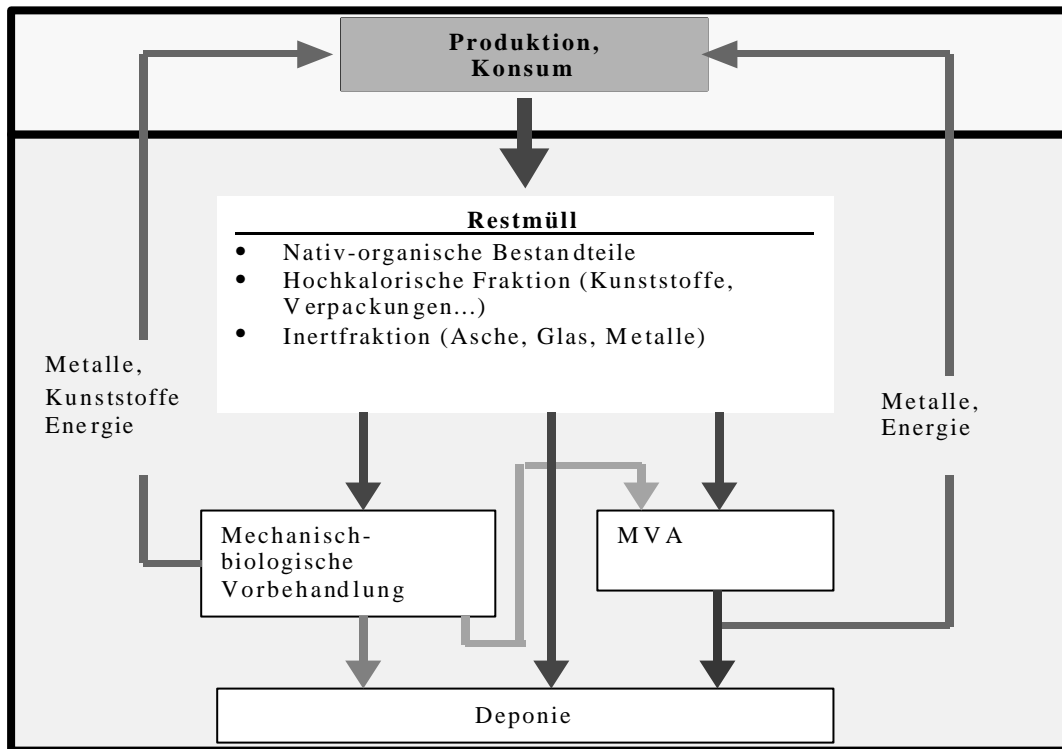 Produktion,
Konsum
Restmüll
• Nativ-organische Bestandteile
• Hochkalorische Fraktion (Kunststoffe,
Verpackungen...)
• Inertfraktion (Asche, Glas, Metalle)
Metalle,
Kunststoffe
Energie
Metalle,
Energie
Mechanisch-
biologische
Vorbehandlung
MVA
Deponie